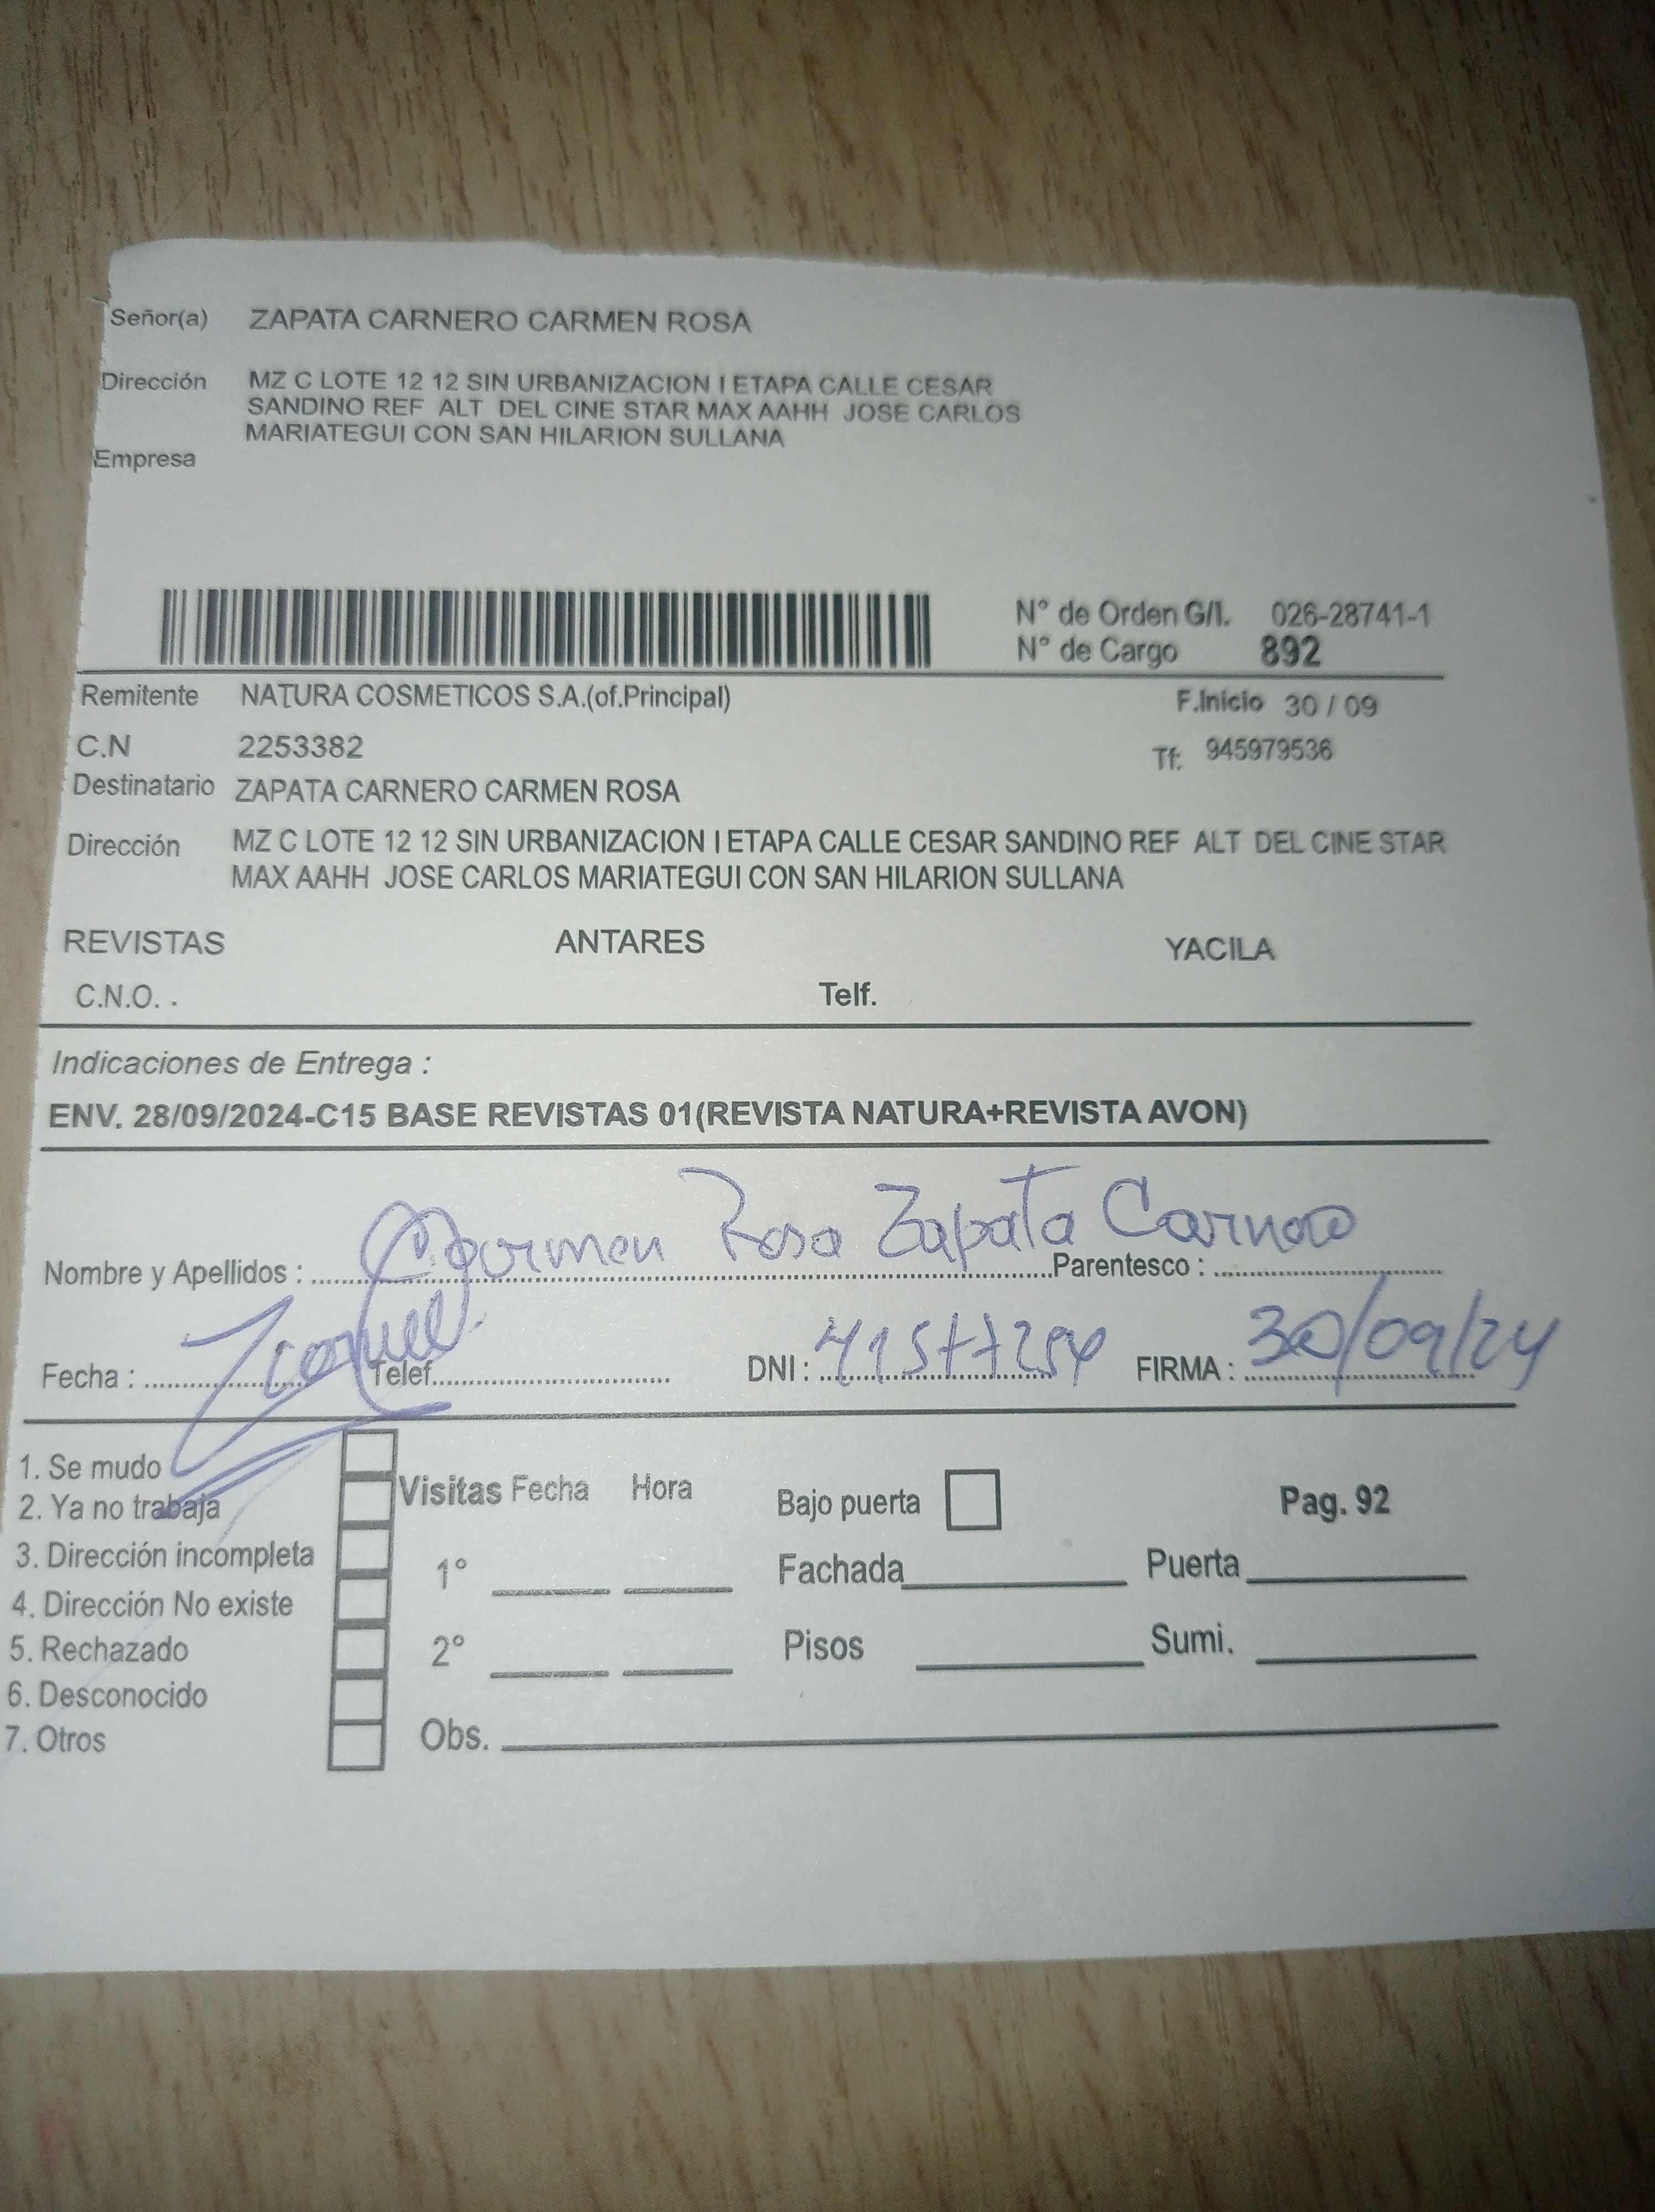 Señor(a) ZAPATA CARNERO CARMEN ROSA
Dirección MZ C LOTE 12 12 SIN URBANIZACION I ETAPA CALLE CESAR
SANDINO REF ALT DEL CINE STAR MAX AAHH JOSE CARLOS
MARIATEGUI CON SAN HILARION SULLANA
Empresa
N° de Orden G/I. 026-28741-1
N° de Cargo 892
Remitente NATURA COSMETICOS S.A.(of.Principal) F.Inicio 30 / 09
C.N 2253382 Tf: 945979536
Destinatario ZAPATA CARNERO CARMEN ROSA
Dirección MZ C LOTE 12 12 SIN URBANIZACION I ETAPA CALLE CESAR SANDINO REF ALT DEL CINE STAR
MAX AAHH JOSE CARLOS MARIATEGUI CON SAN HILARION SULLANA
REVISTAS ANTARES YACILA
C.N.O. . Telf.
Indicaciones de Entrega :
ENV. 28/09/2024-C15 BASE REVISTAS 01(REVISTA NATURA+REVISTA AVON)
Nombre y Apellidos : Carmen Rosa Zapata Carnero Parentesco :
Fecha : Telef. DNI : FIRMA : 30/09/24
1. Se mudo
2. Ya no trabaja
3. Dirección incompleta
4. Dirección No existe
5. Rechazado
6. Desconocido
7. Otros
Visitas Fecha Hora Bajo puerta Pag. 92
1° Fachada Puerta
2° Pisos Sumi.
Obs.